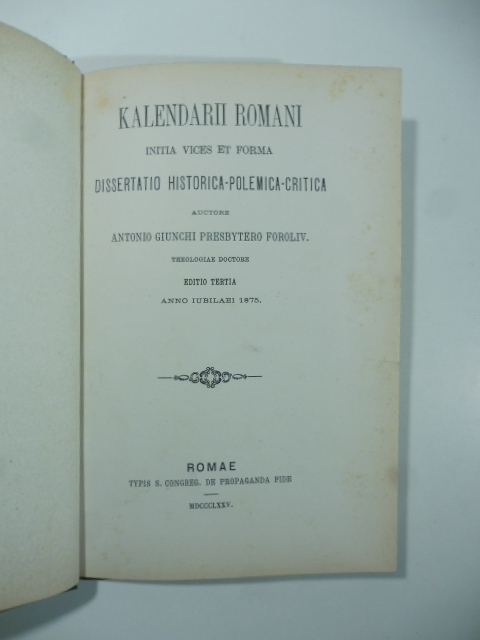 KALENDARII ROMANI
INITIA VICES ET FORMA
DISSERTATIO HISTORICA-POLEMICA-CRITICA
AUCTORE
ANTONIO GIUNCHI PRESBYTERO FOROLIV.
THEOLOGIAE DOCTORE
EDITIO TERTIA
ANNO IUBILAEI 1875.
ROMAE
TYPIS S. CONGREG. DE PROPAGANDA FIDE
MDCCCLXXV.